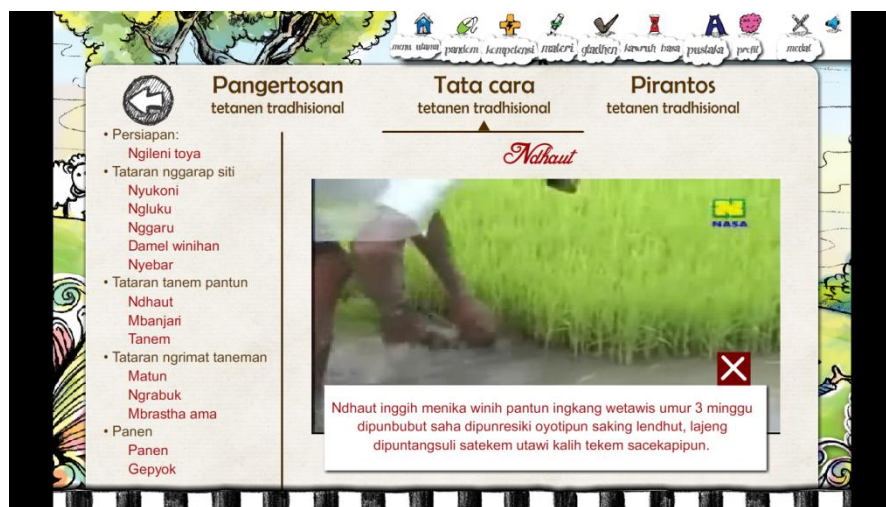 menu utama pandom kompetensi materi gladhen kawruh basa pustaka profil medal
Pangertosan
tetanen tradhisional
Tata cara
tetanen tradhisional
Pirantos
tetanen tradhisional
• Persiapan:
Ngileni toya
• Tataran nggarap siti
Nyukoni
Ngluku
Nggaru
Damel winihan
Nyebar
• Tataran tanem pantun
Ndhaut
Mbanjari
Tanem
• Tataran ngrimat taneman
Matun
Ngrabuk
Mbrastha ama
• Panen
Panen
Gepyok
Ndhaut
NASA
Ndhaut inggih menika winih pantun ingkang wetawis umur 3 minggu
dipunbubut saha dipunresiki oyotipun saking lendhut, lajeng
dipuntangsuli satekem utawi kalih tekem sacekapipun.